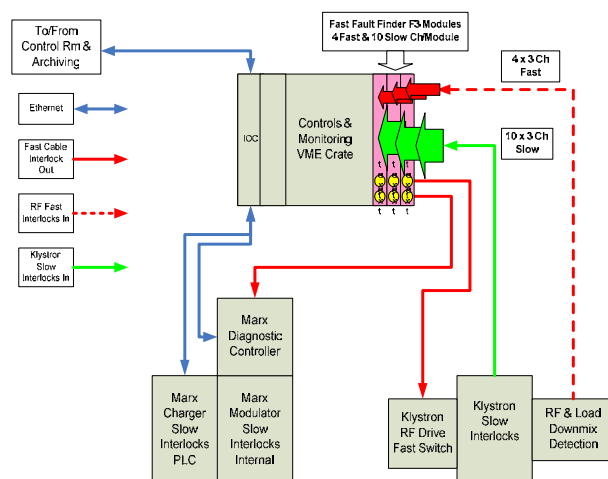 To/From
Control Rm &
Archiving
Ethernet
Fast Cable
Interlock
Out
RF Fast
Interlocks In
Klystron
Slow
Interlocks In
Fast Fault Finder F3 Modules
4 Fast & 10 Slow Ch/Module
IOC
Controls &
Monitoring
VME Crate
t t t
t t t
4 x 3 Ch
Fast
10 x 3 Ch
Slow
Marx
Diagnostic
Controller
Marx
Charger
Slow
Interlocks
PLC
Marx
Modulator
Slow
Interlocks
Internal
Klystron
RF Drive
Fast Switch
Klystron
Slow
Interlocks
RF & Load
Downmix
Detection